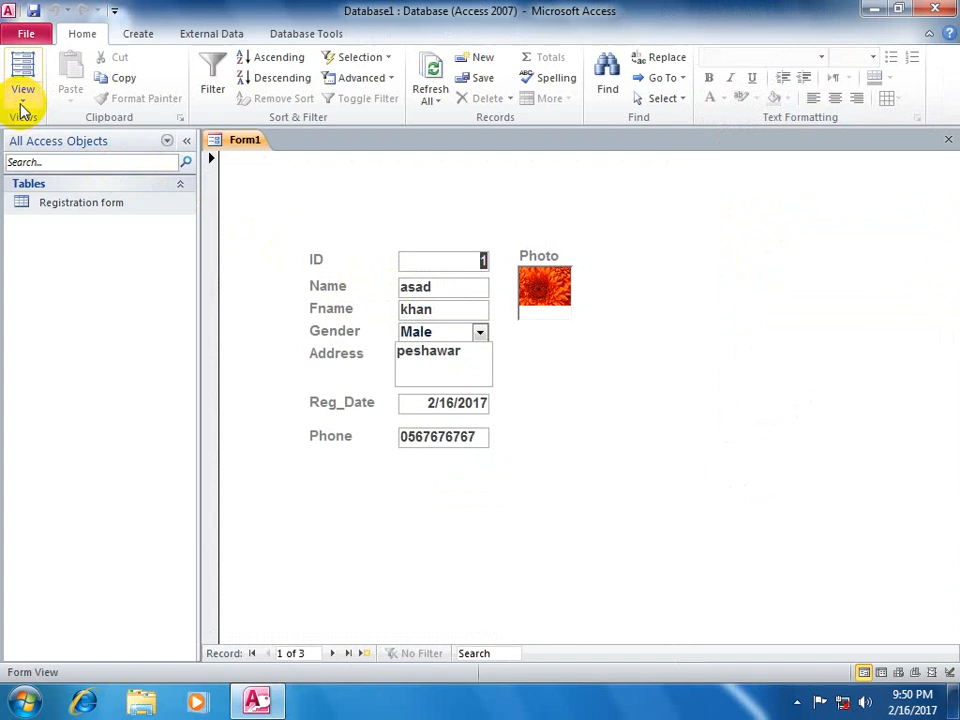 Database1 : Database (Access 2007) - Microsoft Access
File Home Create External Data Database Tools
View
Views
Paste
Cut
Copy
Format Painter
Clipboard
Filter
Ascending
Descending
Remove Sort
Selection
Advanced
Toggle Filter
Sort & Filter
Refresh
All
New
Save
Delete
Totals
Spelling
More
Records
Find
Replace
Go To
Select
Find
B I U
A
Text Formatting
All Access Objects
Search...
Tables
Registration form
Form1
ID 1
Name asad
Fname khan
Gender Male
Address peshawar
Reg_Date 2/16/2017
Phone 0567676767
Photo
Record: 1 of 3 No Filter Search
Form View
9:50 PM
2/16/2017